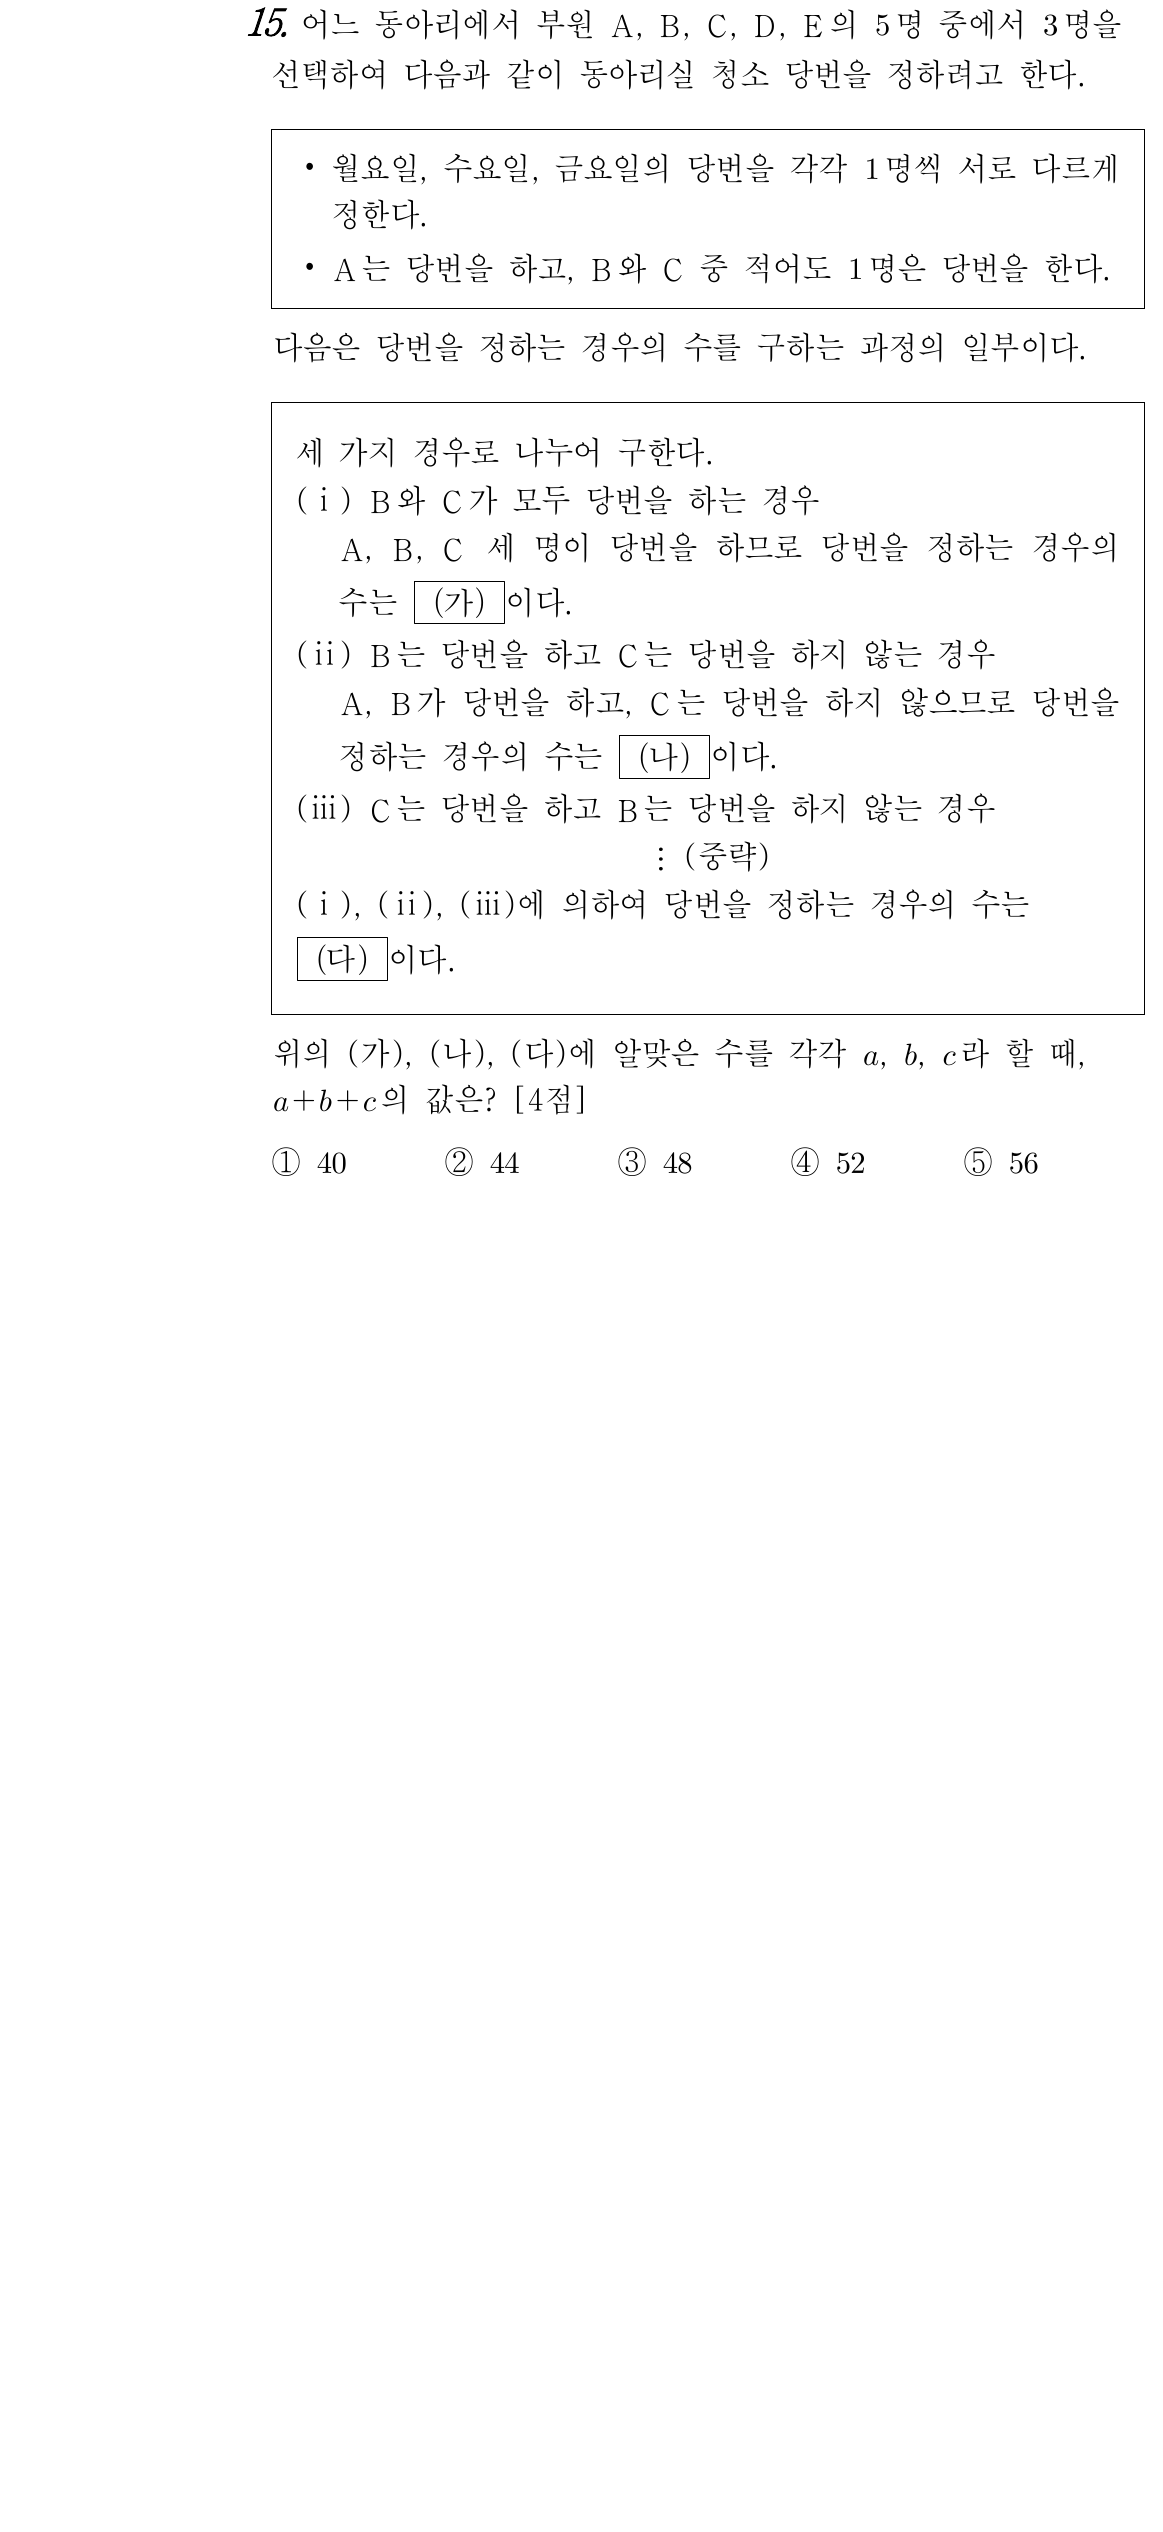 15. 어느 동아리에서 부원 A, B, C, D, E의 5명 중에서 3명을
선택하여 다음과 같이 동아리실 청소 당번을 정하려고 한다.
• 월요일, 수요일, 금요일의 당번을 각각 1명씩 서로 다르게
정한다.
• A는 당번을 하고, B와 C 중 적어도 1명은 당번을 한다.
다음은 당번을 정하는 경우의 수를 구하는 과정의 일부이다.
세 가지 경우로 나누어 구한다.
(ⅰ) B와 C가 모두 당번을 하는 경우
A, B, C 세 명이 당번을 하므로 당번을 정하는 경우의
수는 (가) 이다.
(ⅱ) B는 당번을 하고 C는 당번을 하지 않는 경우
A, B가 당번을 하고, C는 당번을 하지 않으므로 당번을
정하는 경우의 수는 (나) 이다.
(ⅲ) C는 당번을 하고 B는 당번을 하지 않는 경우
⋮ (중략)
(ⅰ), (ⅱ), (ⅲ)에 의하여 당번을 정하는 경우의 수는
(다) 이다.
위의 (가), (나), (다)에 알맞은 수를 각각 a, b, c라 할 때,
a+b+c의 값은? [4점]
① 40 ② 44 ③ 48 ④ 52 ⑤ 56